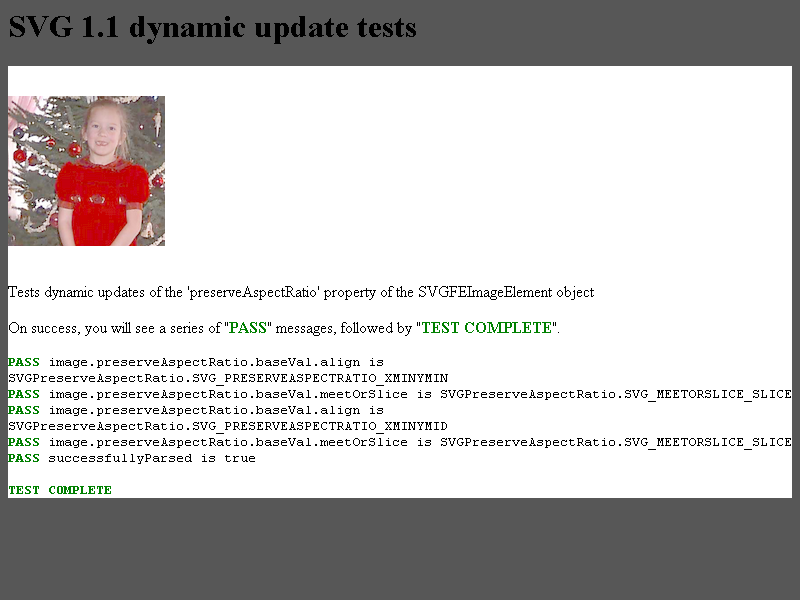 SVG 1.1 dynamic update tests
Tests dynamic updates of the 'preserveAspectRatio' property of the SVGFEImageElement object
On success, you will see a series of "PASS" messages, followed by "TEST COMPLETE".
PASS image.preserveAspectRatio.baseVal.align is
SVGPreserveAspectRatio.SVG_PRESERVEASPECTRATIO_XMINYMIN
PASS image.preserveAspectRatio.baseVal.meetOrSlice is SVGPreserveAspectRatio.SVG_MEETORSLICE_SLICE
PASS image.preserveAspectRatio.baseVal.align is
SVGPreserveAspectRatio.SVG_PRESERVEASPECTRATIO_XMINYMID
PASS image.preserveAspectRatio.baseVal.meetOrSlice is SVGPreserveAspectRatio.SVG_MEETORSLICE_SLICE
PASS successfullyParsed is true
TEST COMPLETE